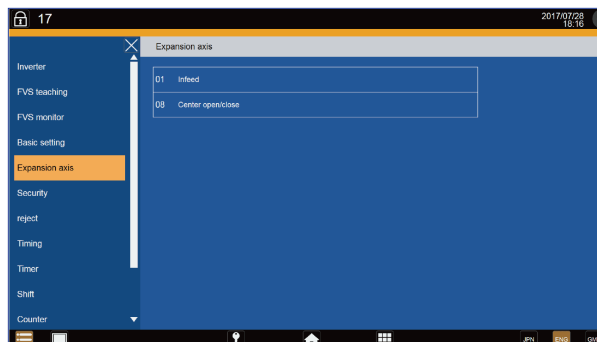 17
2017/07/28
18:16
Expansion axis
Inverter
FVS teaching
FVS monitor
Basic setting
Expansion axis
Security
reject
Timing
Timer
Shift
Counter
01 Infeed
08 Center open/close
JPN ENG GM